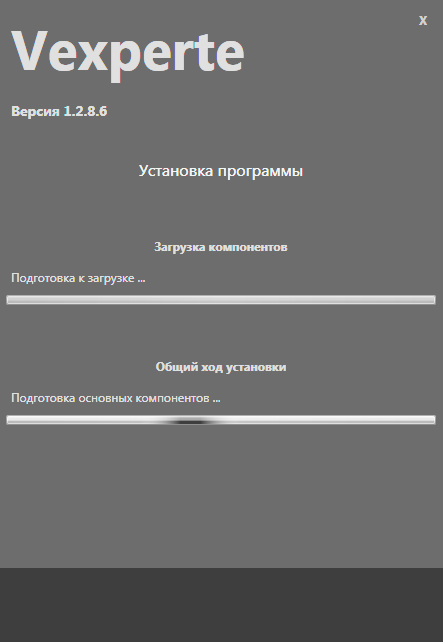 X
Vexperte
Версия 1.2.8.6
Установка программы
Загрузка компонентов
Подготовка к загрузке ...
Общий ход установки
Подготовка основных компонентов ...